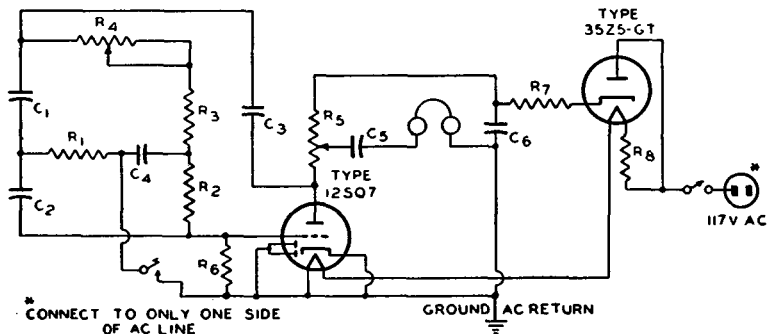 TYPE
35Z5-GT
R4
R7
R3
R5
C1
C3
C5
C6
R1
R8
*
C4
TYPE
12SQ7
R2
C2
117V AC
R6
*
CONNECT TO ONLY ONE SIDE
OF AC LINE
GROUND
AC RETURN